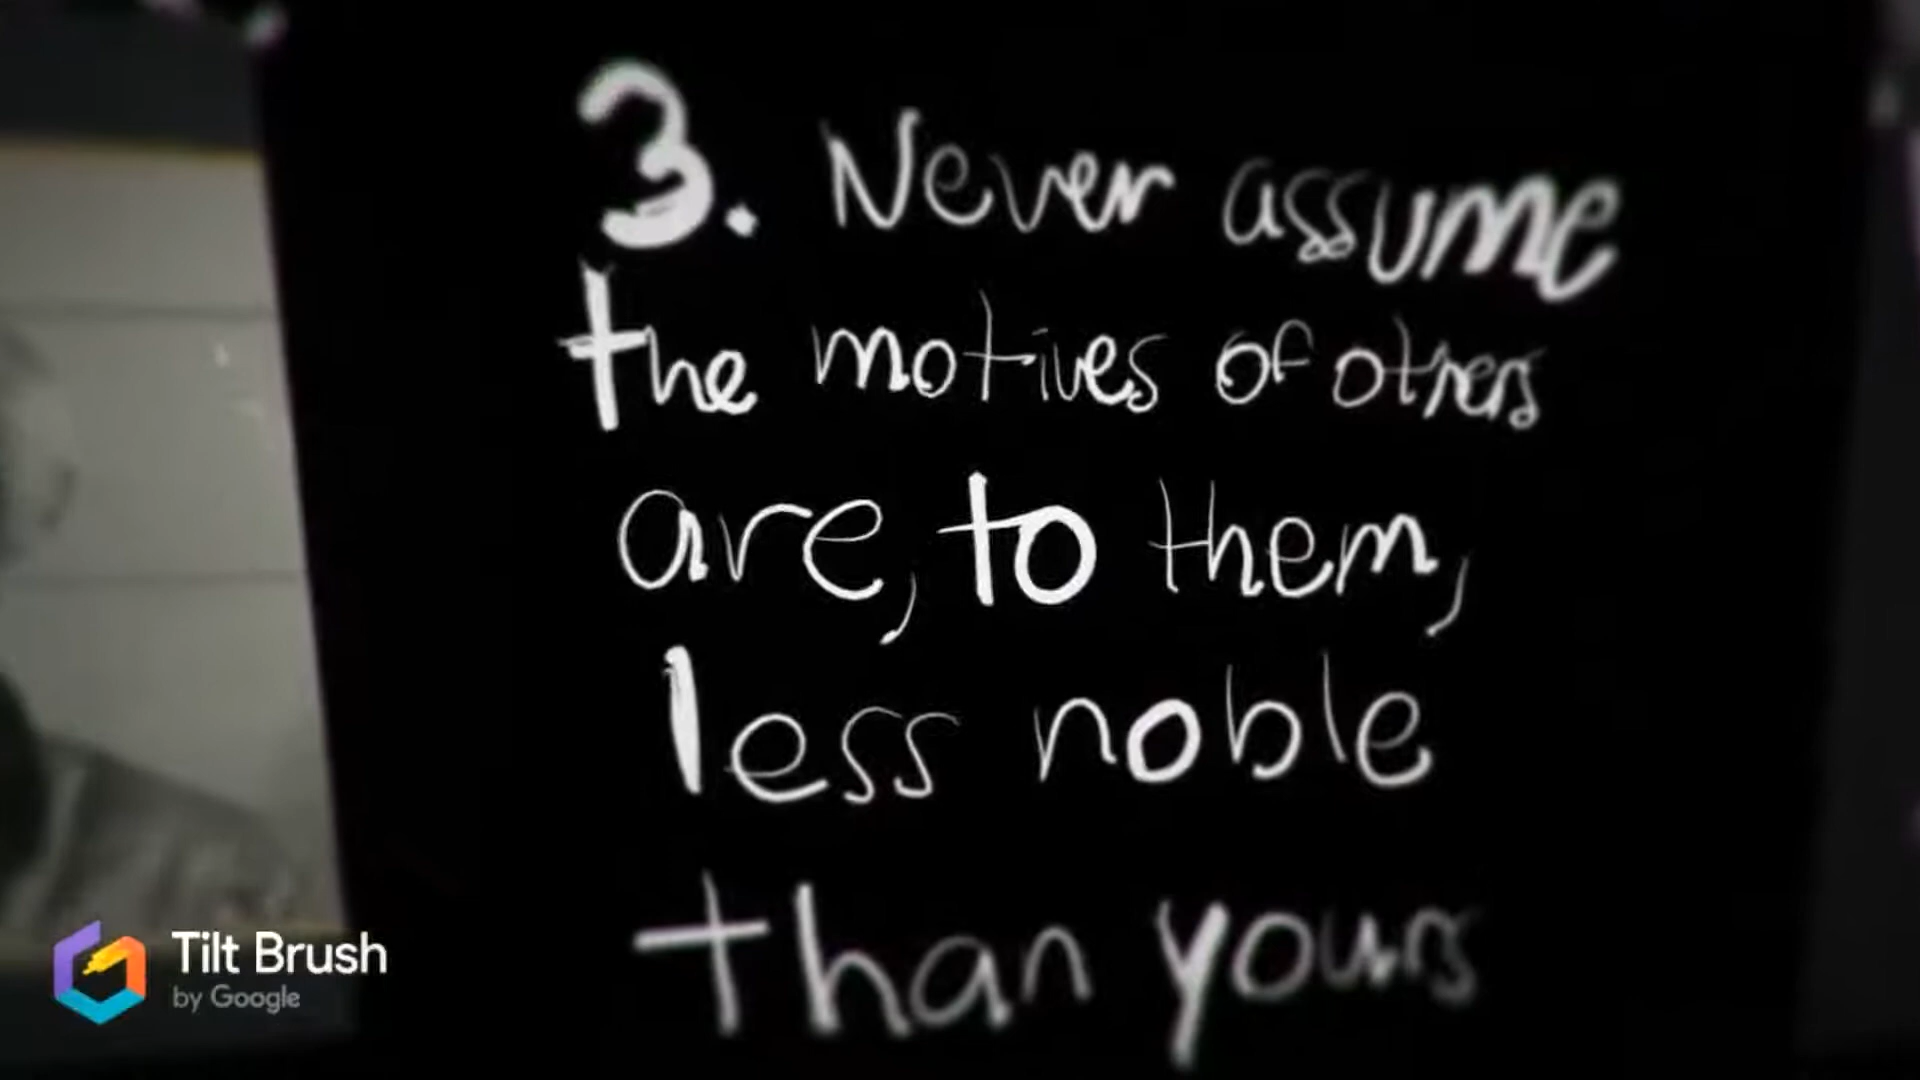 3. Never assume
the motives of others
are, to them,
less noble
than yours
Tilt Brush
by Google